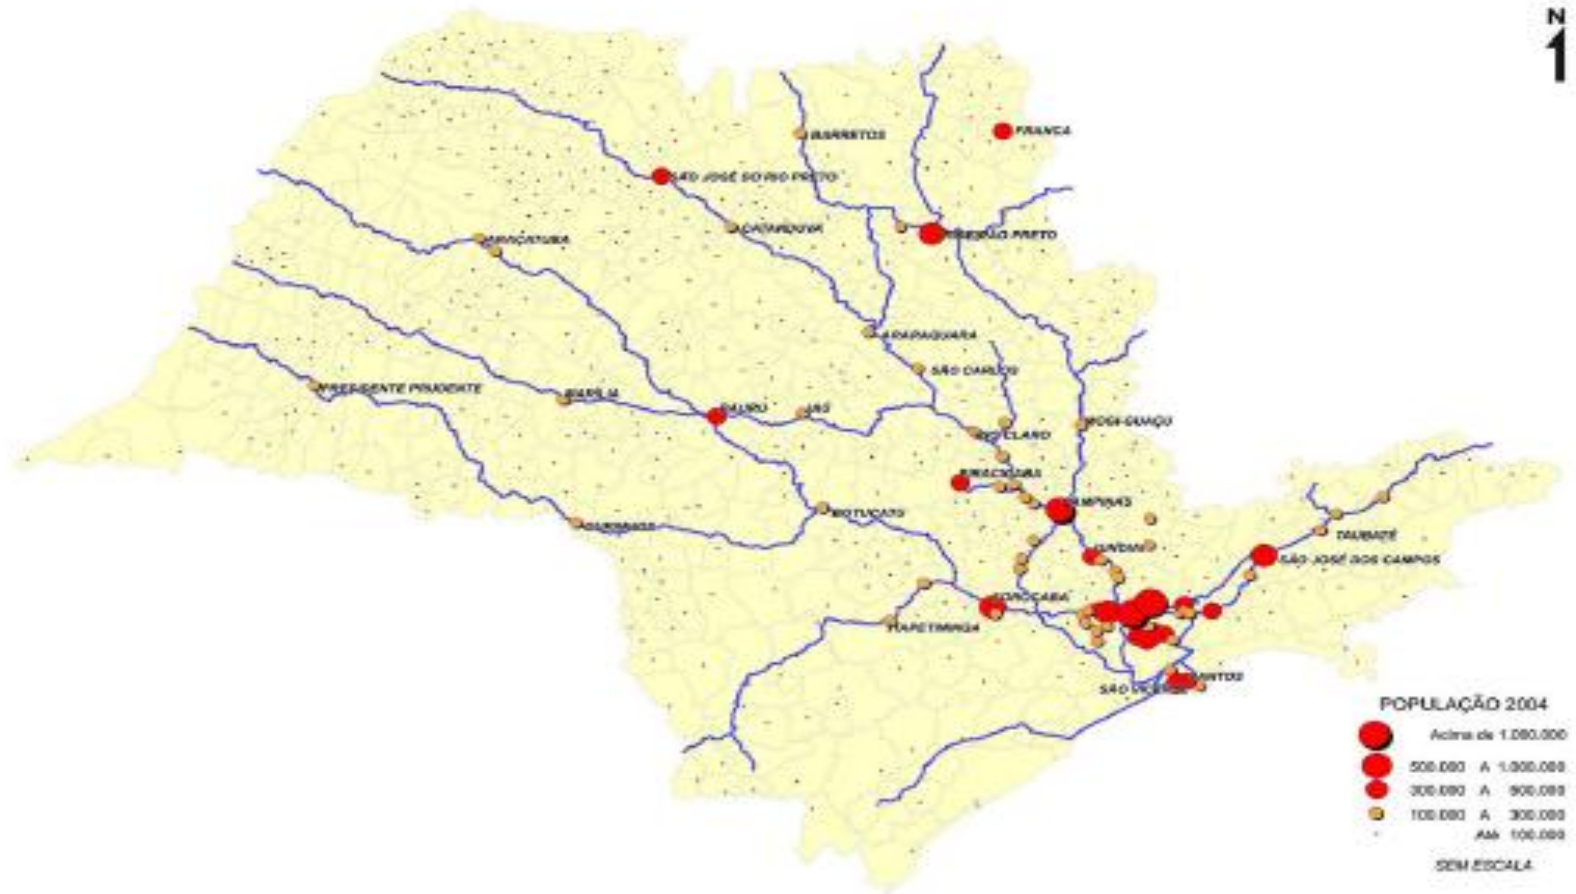 N
BARRETOS
FRANCA
SÃO JOSÉ DO RIO PRETO
CATANDUVA
RIBEIRÃO PRETO
ARAÇATUBA
ARARAQUARA
SÃO CARLOS
PRESIDENTE PRUDENTE
MARÍLIA
BAURU
JAÚ
RIO CLARO
MOGI-GUAÇU
PIRACICABA
CAMPINAS
BOTUCATU
OURINHOS
TAUBATÉ
JUNDIAÍ
SÃO JOSÉ DOS CAMPOS
SOROCABA
ITAPETININGA
SANTOS
SÃO VICENTE
POPULAÇÃO 2004
Acima de 1.000.000
500.000 A 1.000.000
300.000 A 500.000
100.000 A 300.000
Até 100.000
SEM ESCALA